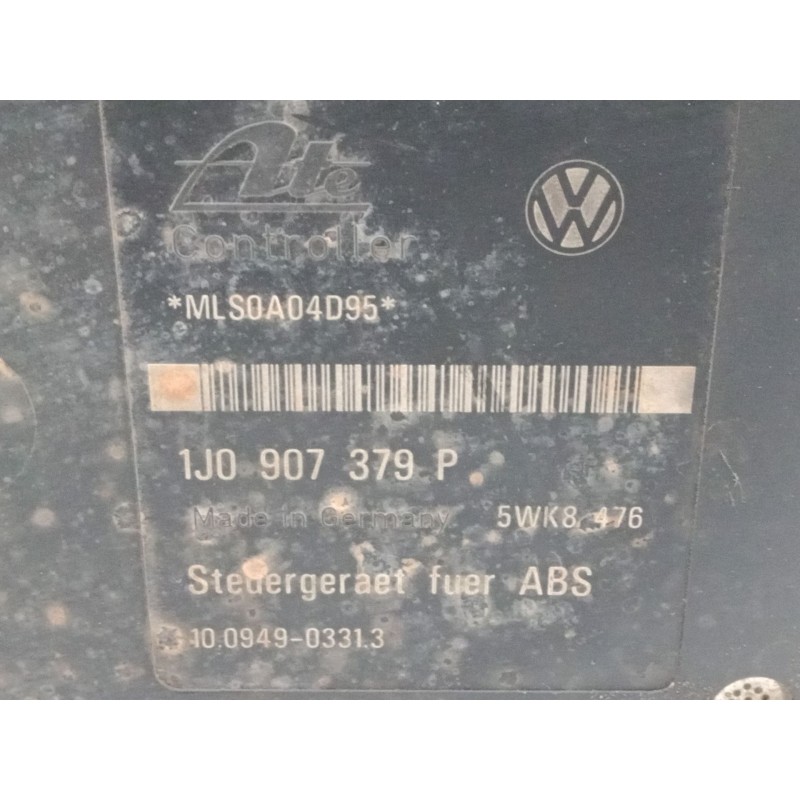 Ate
Controller
*MLS0A04D95*
1J0 907 379 P
Made in Germany 5WK8 476
Steuergeraet fuer ABS
10.0949-0331.3